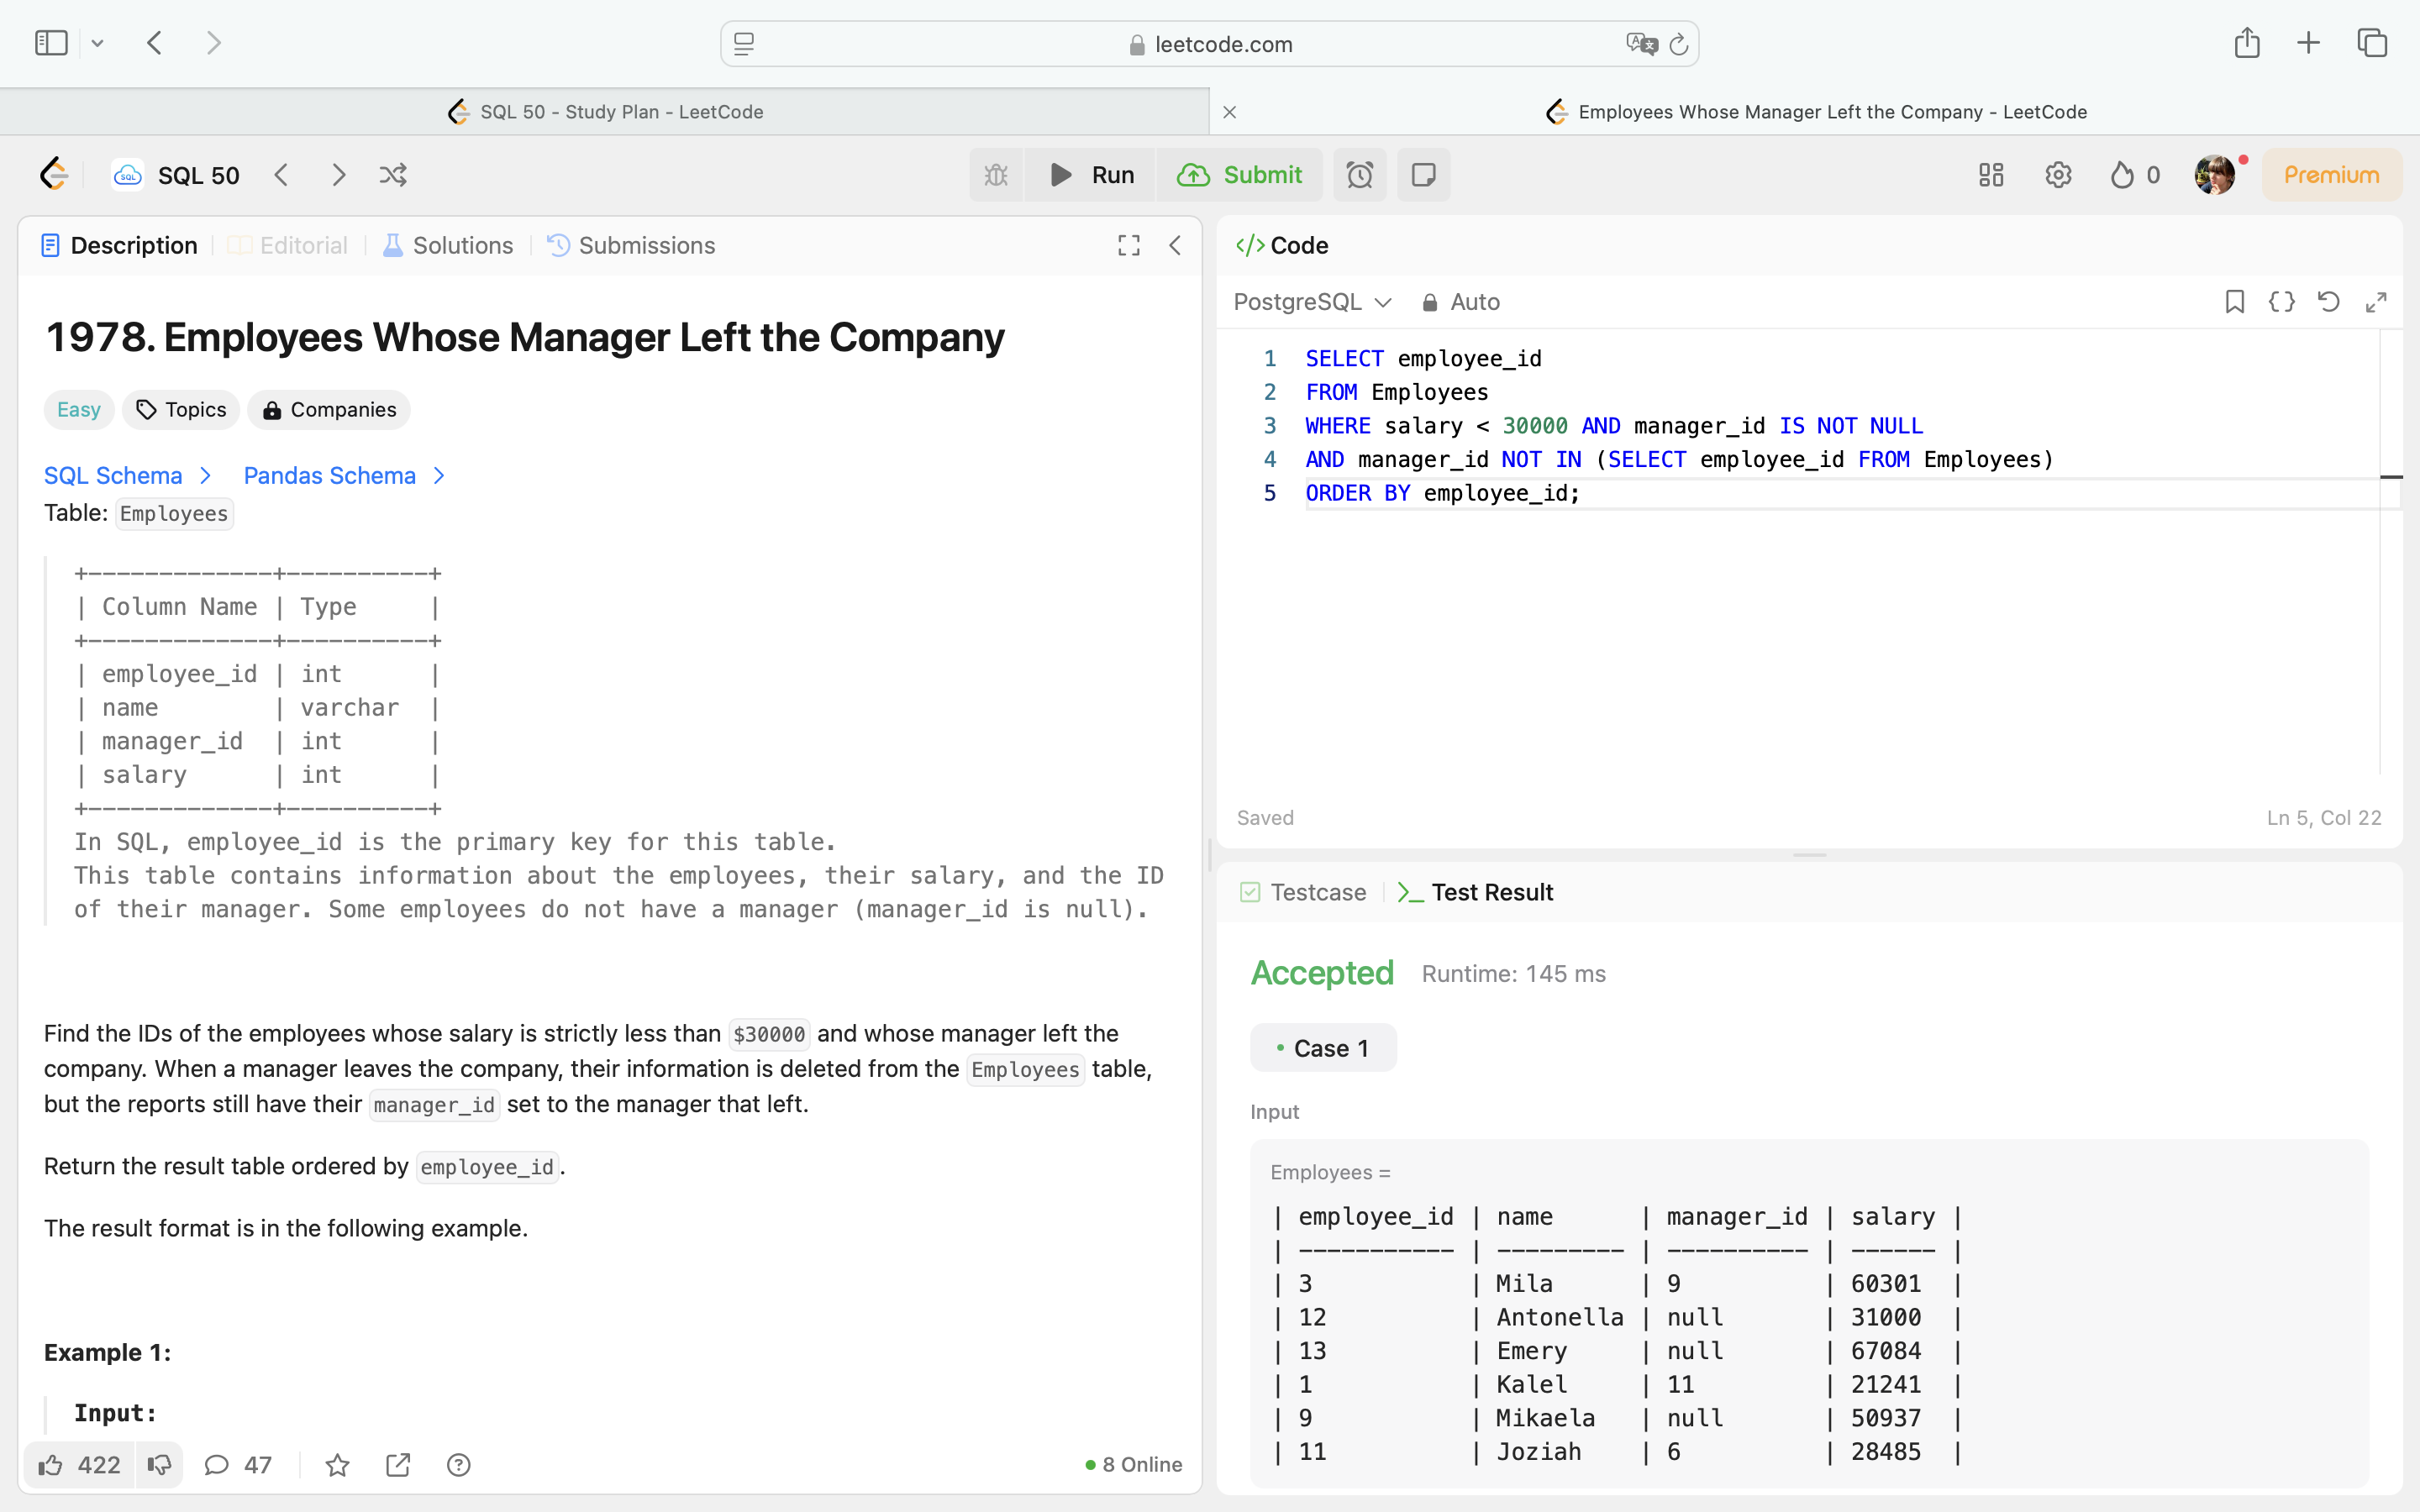 leetcode.com
SQL 50 - Study Plan - LeetCode
Employees Whose Manager Left the Company - LeetCode
SQL
SQL 50
Run
Submit
0
Premium
Description
Editorial
Solutions
Submissions
1978. Employees Whose Manager Left the Company
Easy
Topics
Companies
SQL Schema
Pandas Schema
Table: Employees
+-------------+----------+
| Column Name | Type     |
+-------------+----------+
| employee_id | int      |
| name        | varchar  |
| manager_id  | int      |
| salary      | int      |
+-------------+----------+
In SQL, employee_id is the primary key for this table.
This table contains information about the employees, their salary, and the ID
of their manager. Some employees do not have a manager (manager_id is null).
Find the IDs of the employees whose salary is strictly less than $30000 and whose manager left the
company. When a manager leaves the company, their information is deleted from the Employees table,
but the reports still have their manager_id set to the manager that left.
Return the result table ordered by employee_id.
The result format is in the following example.
Example 1:
Input:
422
47
8 Online
Code
PostgreSQL
Auto
1 SELECT employee_id
2 FROM Employees
3 WHERE salary < 30000 AND manager_id IS NOT NULL
4 AND manager_id NOT IN (SELECT employee_id FROM Employees)
5 ORDER BY employee_id;
Saved
Ln 5, Col 22
Testcase
Test Result
Accepted
Runtime: 145 ms
Case 1
Input
Employees =
| employee_id | name      | manager_id | salary |
| ----------- | --------- | ---------- | ------ |
| 3           | Mila      | 9          | 60301  |
| 12          | Antonella | null       | 31000  |
| 13          | Emery     | null       | 67084  |
| 1           | Kalel     | 11         | 21241  |
| 9           | Mikaela   | null       | 50937  |
| 11          | Joziah    | 6          | 28485  |